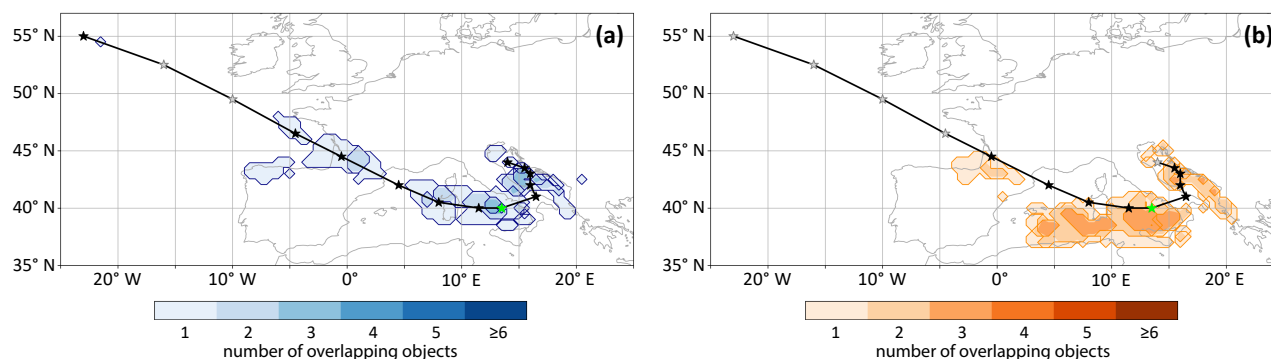 (a)
55° N
50° N
45° N
40° N
35° N
20° W
10° W
0°
10° E
20° E
1 2 3 4 5 ≥6
number of overlapping objects
(b)
55° N
50° N
45° N
40° N
35° N
20° W
10° W
0°
10° E
20° E
1 2 3 4 5 ≥6
number of overlapping objects